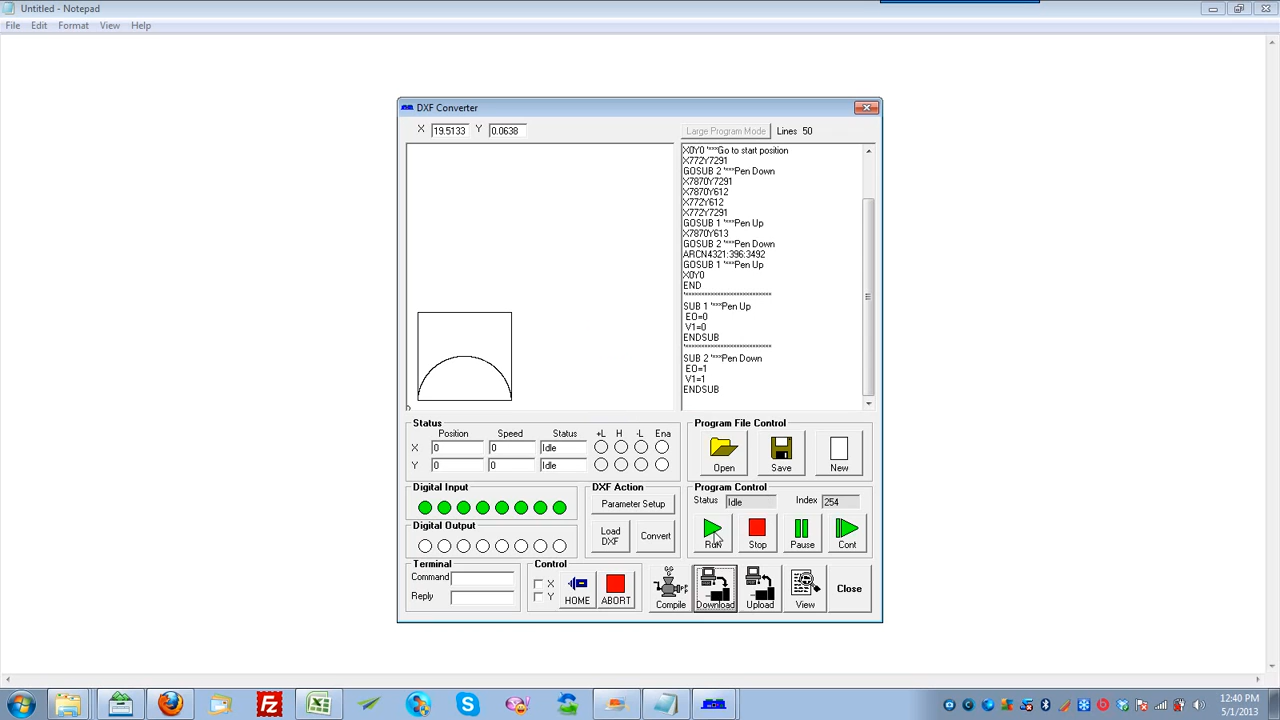 Untitled - Notepad
File Edit Format View Help
DXF Converter
X 19.5133 Y 0.0638
Large Program Mode Lines 50
X0Y0 '***Go to start position
X772Y7291
GOSUB 2 '***Pen Down
X7870Y7291
X7870Y612
X772Y612
X772Y7291
GOSUB 1 '***Pen Up
X7870Y613
GOSUB 2 '***Pen Down
ARCN4321:396:3492
GOSUB 1 '***Pen Up
X0Y0
END
'***************************
SUB 1 '***Pen Up
EO=0
V1=0
ENDSUB
'***************************
SUB 2 '***Pen Down
EO=1
V1=1
ENDSUB
Status
Position Speed Status +L H -L Ena
X 0 0 Idle
Y 0 0 Idle
Program File Control
Open Save New
Digital Input
Digital Output
DXF Action
Parameter Setup
Load DXF Convert
Program Control
Status Idle Index 254
Run Stop Pause Cont
Terminal
Command
Reply
Control
X
Y
HOME ABORT
Compile Download Upload View Close
12:40 PM
5/1/2013